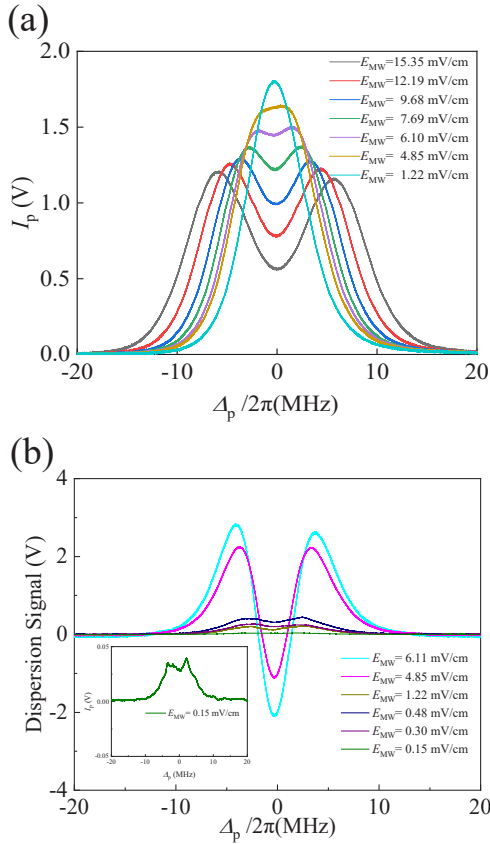 (a)
2.0
1.5
1.0
0.5
0.0
I_p (V)
E_MW=15.35 mV/cm
E_MW=12.19 mV/cm
E_MW= 9.68 mV/cm
E_MW= 7.69 mV/cm
E_MW= 6.10 mV/cm
E_MW= 4.85 mV/cm
E_MW= 1.22 mV/cm
-20 -10 0 10 20
Δ_p /2π(MHz)
(b)
4
2
0
-2
-4
Dispersion Signal (V)
E_MW= 6.11 mV/cm
E_MW= 4.85 mV/cm
E_MW= 1.22 mV/cm
E_MW= 0.48 mV/cm
E_MW= 0.30 mV/cm
E_MW= 0.15 mV/cm
0.05
0.00
-0.05
I_p (V)
E_MW= 0.15 mV/cm
-20 -10 0 10 20
Δ_p (MHz)
-20 -10 0 10 20
Δ_p /2π(MHz)